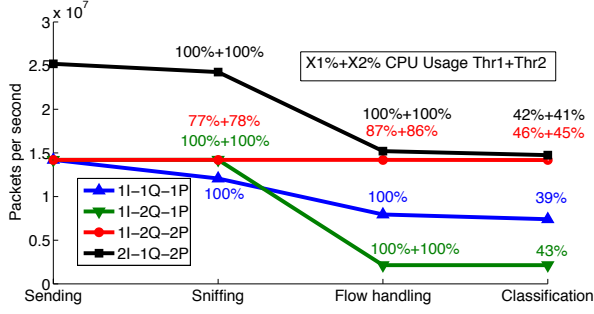 x 10^7
3
2.5
2
1.5
1
0.5
0
Packets per second
100%+100%
X1%+X2% CPU Usage Thr1+Thr2
77%+78%
100%+100%
100%
100%+100%
87%+86%
42%+41%
46%+45%
100%
39%
100%+100%
43%
1I-1Q-1P
1I-2Q-1P
1I-2Q-2P
2I-1Q-2P
Sending
Sniffing
Flow handling
Classification